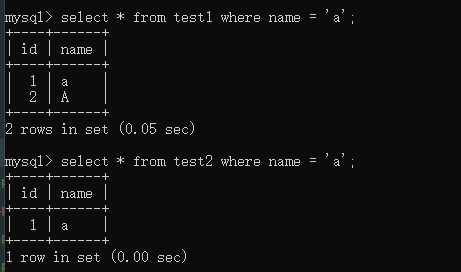 mysql> select * from test1 where name = 'a';
+----+------+
| id | name |
+----+------+
|  1 | a    |
|  2 | A    |
+----+------+
2 rows in set (0.05 sec)
mysql> select * from test2 where name = 'a';
+----+------+
| id | name |
+----+------+
|  1 | a    |
+----+------+
1 row in set (0.00 sec)